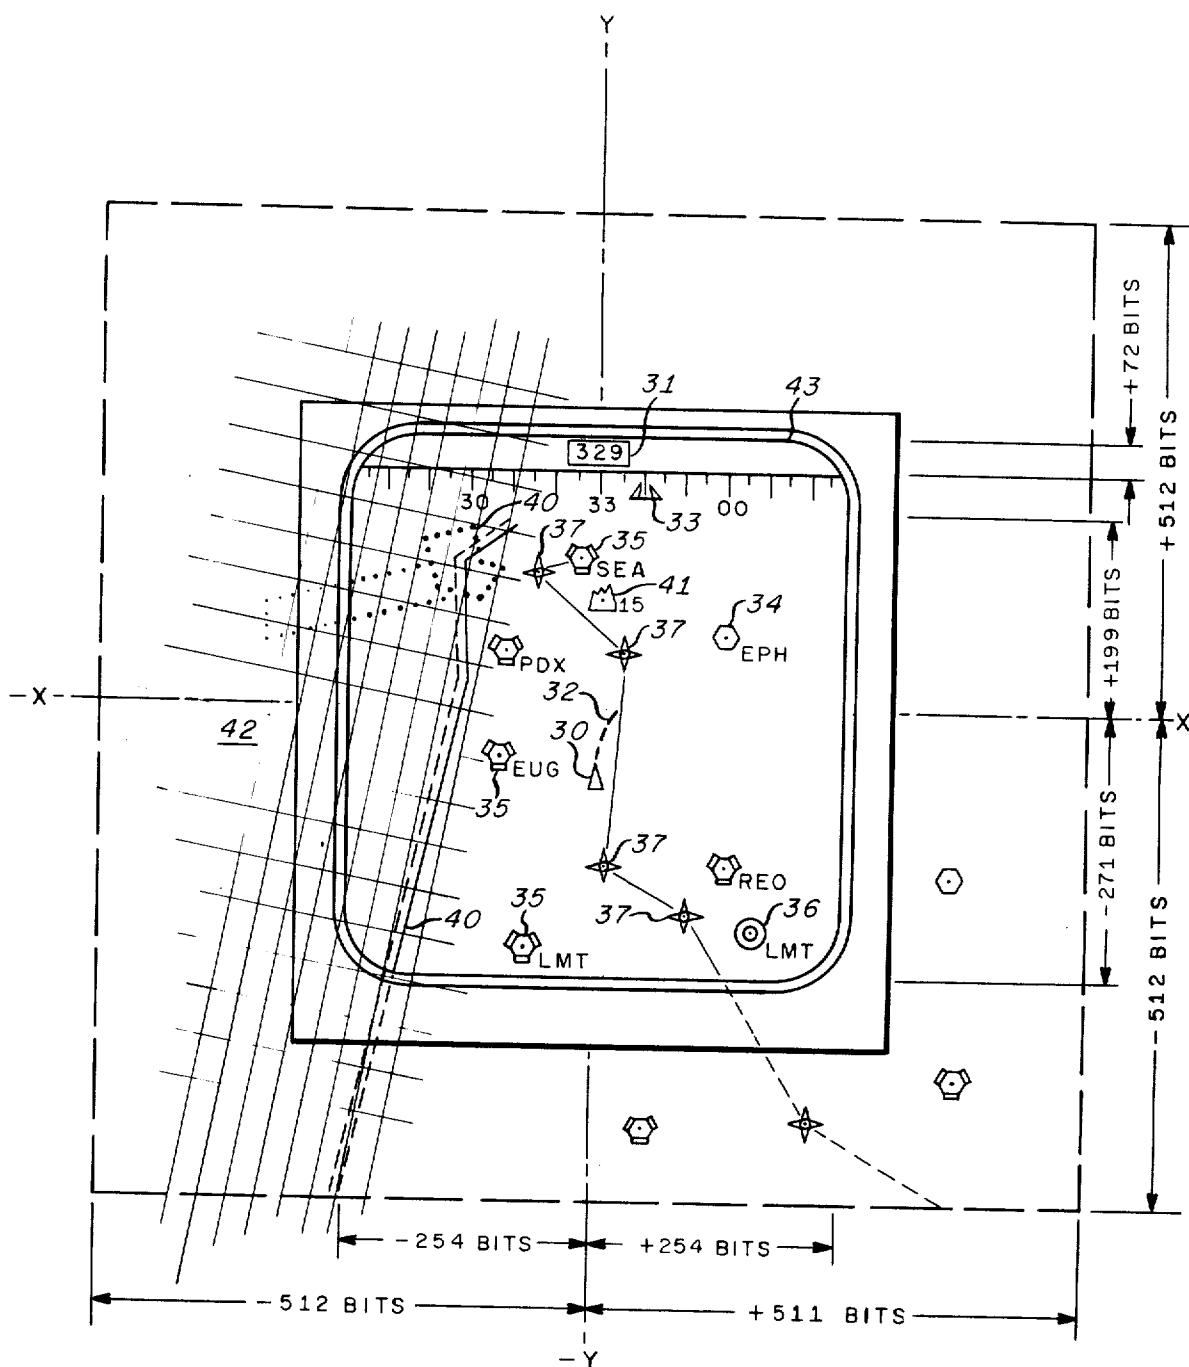 Y
+72 BITS
+512 BITS
31
43
329
30
40
33
33
00
37
35
SEA
41
15
34
37
EPH
+199 BITS
PDX
-X
X
32
42
30
EUG
35
37
REO
-271 BITS
35
37
36
40
LMT
LMT
-512 BITS
-254 BITS
+254 BITS
-512 BITS
+511 BITS
-Y